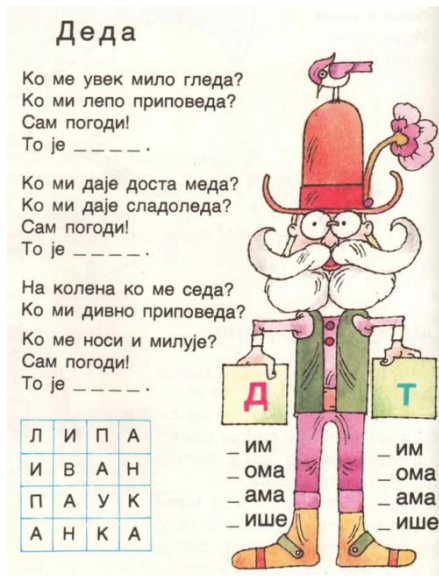 Деда
Ко ме увек мило гледа?
Ко ми лепо приповеда?
Сам погоди!
То је _ _ _ _ .
Ко ми даје доста меда?
Ко ми даје сладоледа?
Сам погоди!
То је _ _ _ _ .
На колена ко ме седа?
Ко ми дивно приповеда?
Ко ме носи и милује?
Сам погоди!
То је _ _ _ _ .
Л И П А
И В А Н
П А У К
А Н К А
Д
_ им
_ ома
_ ама
_ ише
Т
_ им
_ ома
_ ама
_ ише